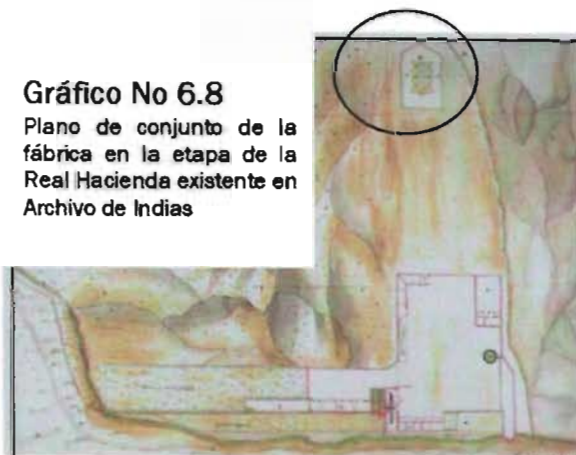 Gráfico No 6.8
Plano de conjunto de la
fábrica en la etapa de la
Real Hacienda existente en
Archivo de Indias